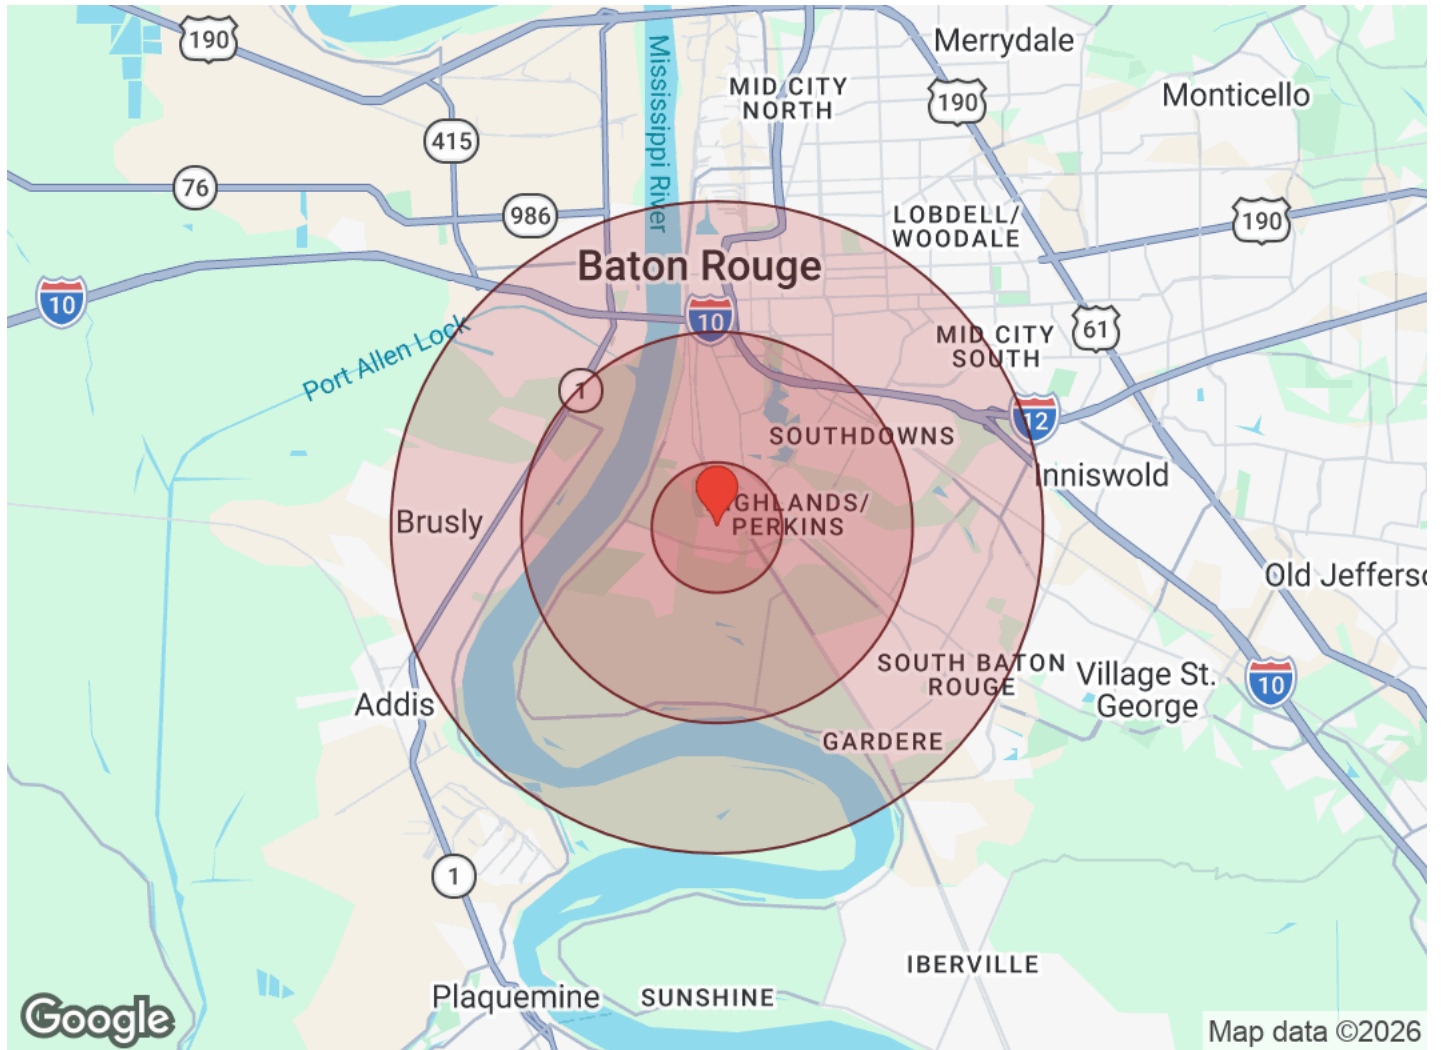 190
Merrydale
Mississippi River
MID CITY
NORTH
190
Monticello
415
76
986
LOBDELL/
WOODALE
190
Baton Rouge
10
10
61
MID CITY
SOUTH
Port Allen Lock
1
12
SOUTHDOWNS
Inniswold
Brusly
HIGHLANDS/
PERKINS
Old Jefferso
SOUTH BATON
ROUGE
Village St.
George
10
Addis
GARDERE
1
IBERVILLE
Plaquemine
SUNSHINE
Google
Map data ©2026